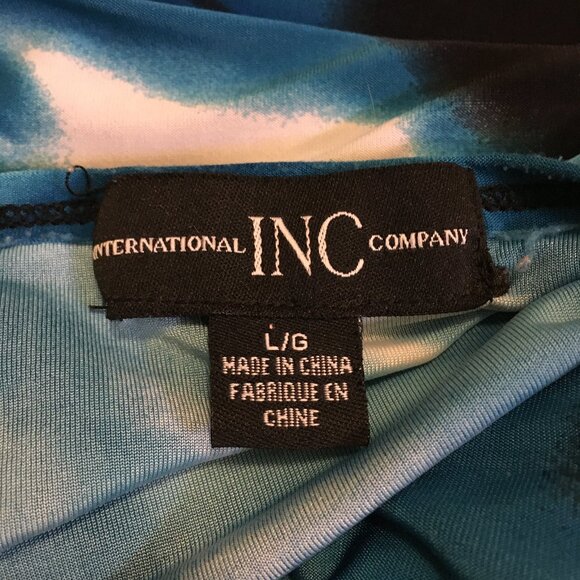 INTERNATIONAL INC COMPANY
L/G
MADE IN CHINA
FABRIQUE EN
CHINE